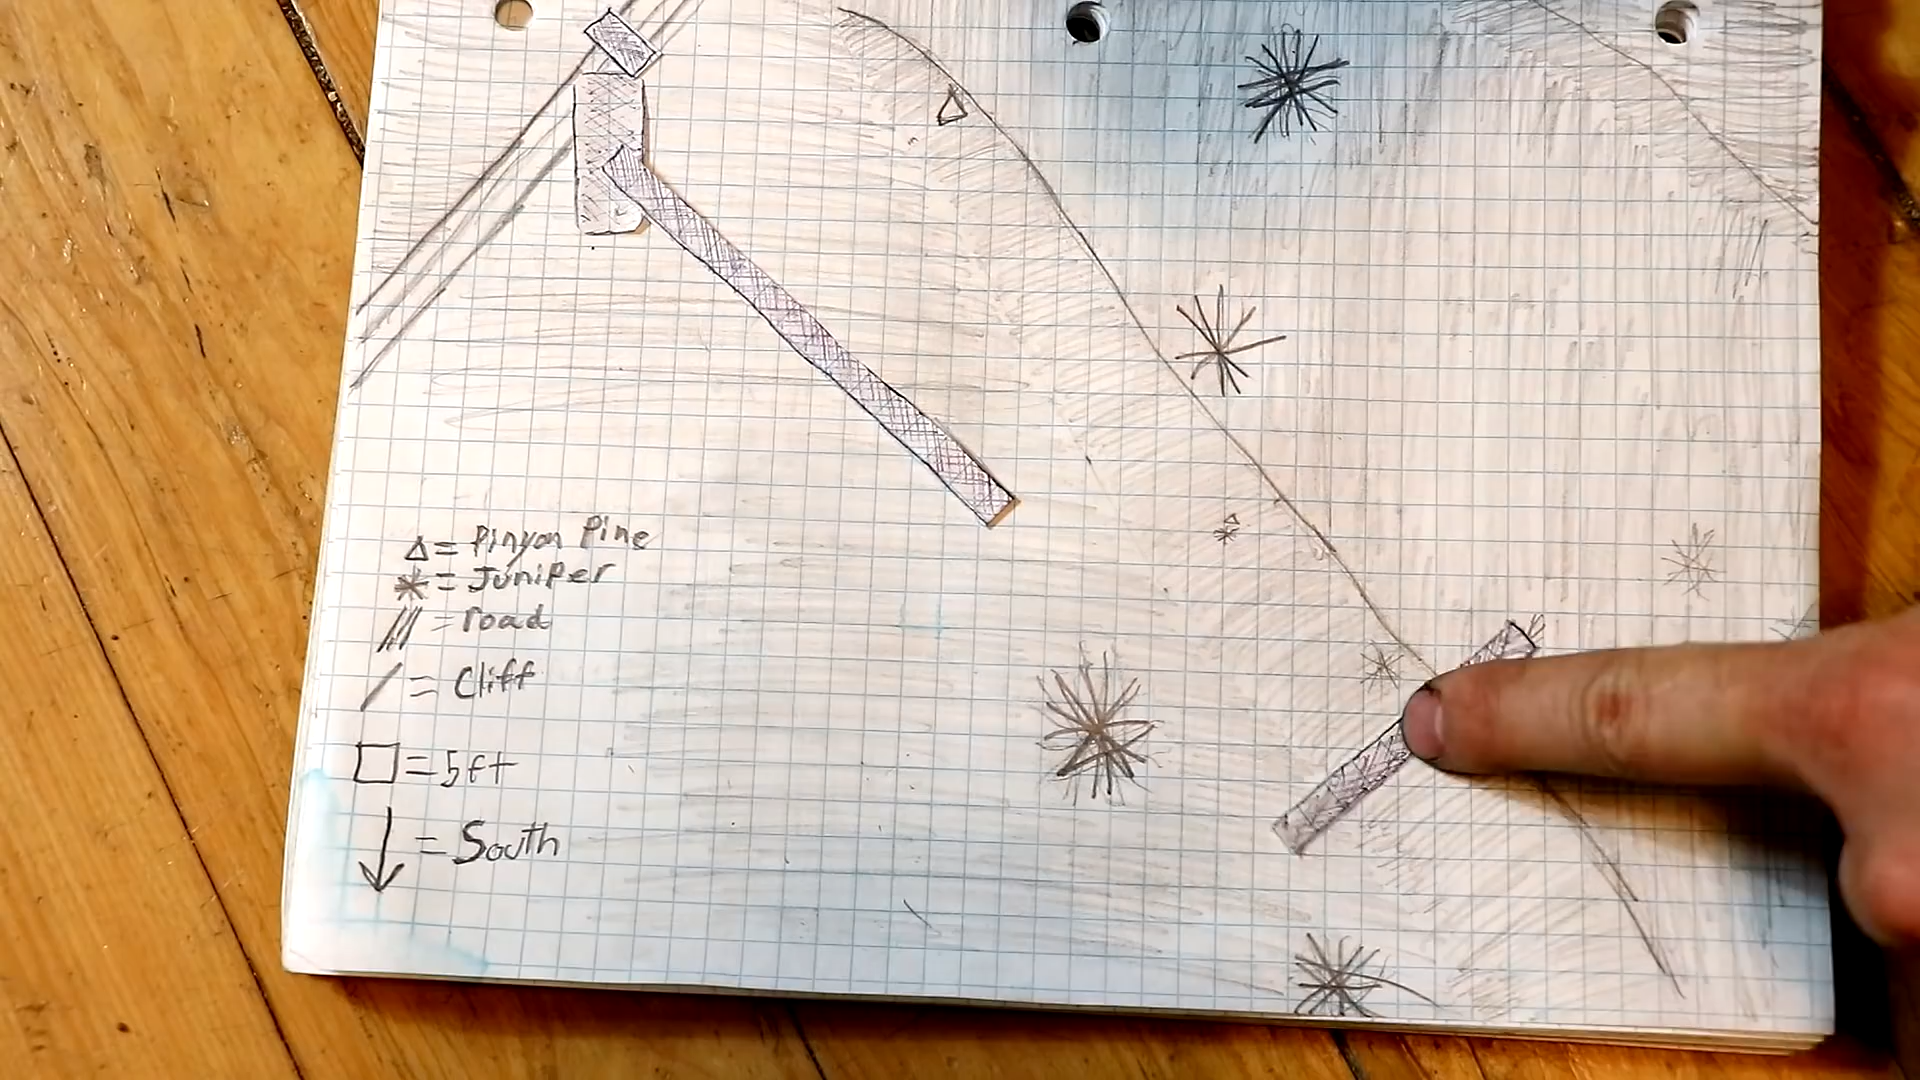 Δ = Pinyon Pine
* = Juniper
/// = road
/ = Cliff
□ = 5ft
↓ = South